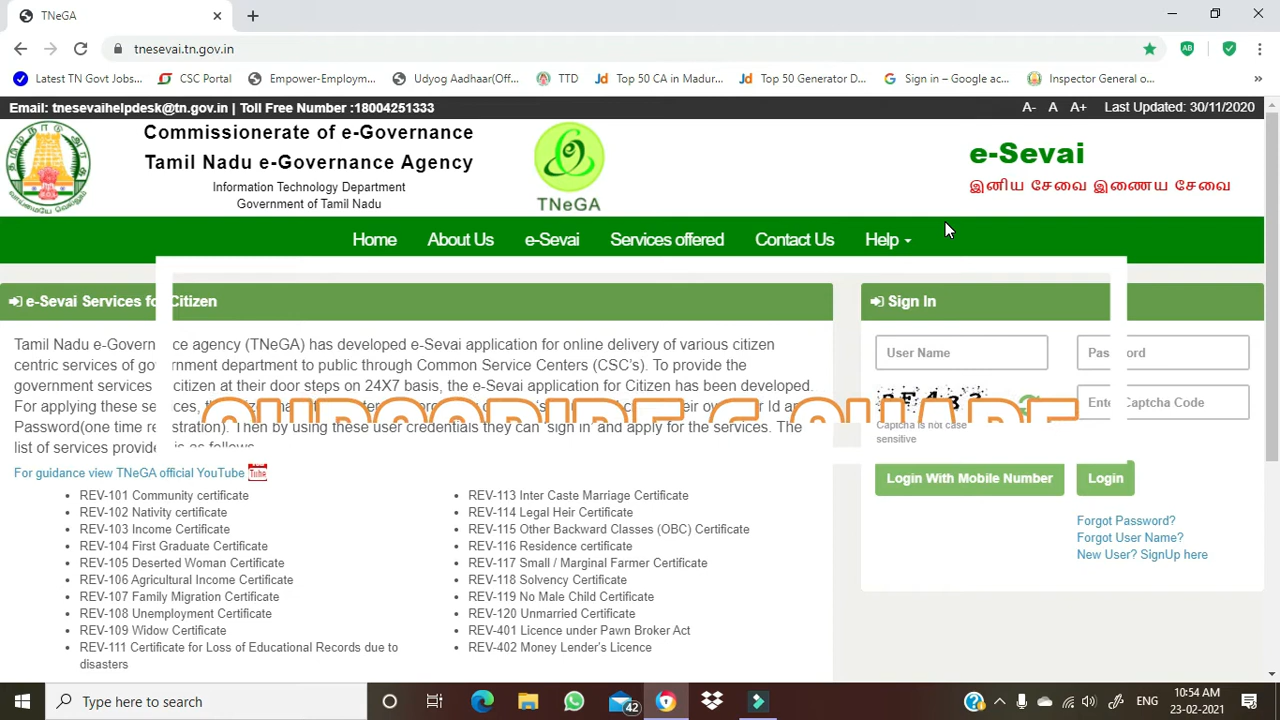 TNeGA
tnesevai.tn.gov.in
Latest TN Govt Jobs... CSC Portal Empower-Employm... Udyog Aadhaar(Off... TTD Top 50 CA in Madur... Top 50 Generator D... Sign in – Google ac... Inspector General o...
Email: tnesevaihelpdesk@tn.gov.in | Toll Free Number :18004251333
A- A A+ Last Updated: 30/11/2020
Commissionerate of e-Governance
Tamil Nadu e-Governance Agency
Information Technology Department
Government of Tamil Nadu
TNeGA
e-Sevai
இனிய சேவை இணைய சேவை
Home About Us e-Sevai Services offered Contact Us Help
e-Sevai Services for Citizen
Tamil Nadu e-Govern ce agency (TNeGA) has developed e-Sevai application for online delivery of various citizen
centric services of go rnment department to public through Common Service Centers (CSC's). To provide the
government services citizen at their door steps on 24X7 basis, the e-Sevai application for Citizen has been developed.
For applying these se
Password(one time re stration). Then by using these user credentials they can 'sign in' and apply for the services. The
list of services provide is as follows
SUBSCRIBE & SHARE
For guidance view TNeGA official YouTube
REV-101 Community certificate
REV-102 Nativity certificate
REV-103 Income Certificate
REV-104 First Graduate Certificate
REV-105 Deserted Woman Certificate
REV-106 Agricultural Income Certificate
REV-107 Family Migration Certificate
REV-108 Unemployment Certificate
REV-109 Widow Certificate
REV-111 Certificate for Loss of Educational Records due to
disasters
REV-113 Inter Caste Marriage Certificate
REV-114 Legal Heir Certificate
REV-115 Other Backward Classes (OBC) Certificate
REV-116 Residence certificate
REV-117 Small / Marginal Farmer Certificate
REV-118 Solvency Certificate
REV-119 No Male Child Certificate
REV-120 Unmarried Certificate
REV-401 Licence under Pawn Broker Act
REV-402 Money Lender's Licence
Sign In
User Name
Pas ord
Ente Captcha Code
Captcha is not case
sensitive
Login With Mobile Number
Login
Forgot Password?
Forgot User Name?
New User? SignUp here
Type here to search
42
ENG
10:54 AM
23-02-2021